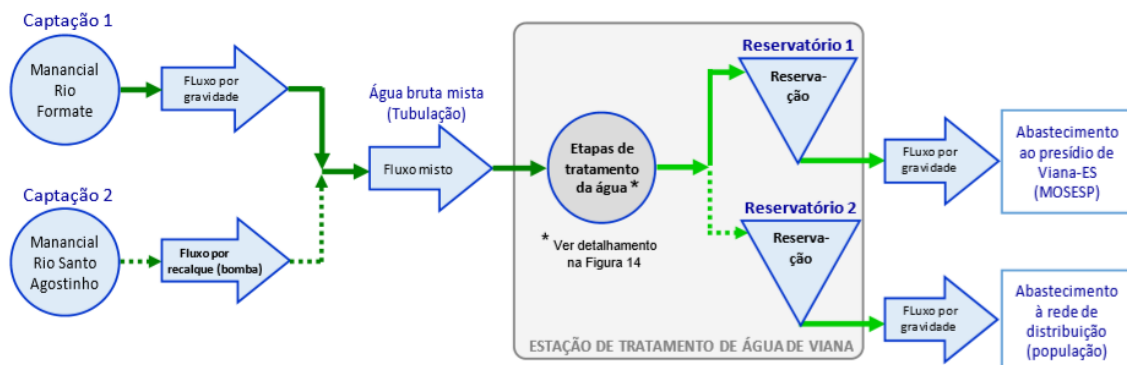 Captação 1
Manancial
Rio
Formate
FLuxo por
gravidade
Captação 2
Manancial
Rio Santo
Agostinho
Fluxo por
recalque (bomba)
Água bruta mista
(Tubulação)
Fluxo misto
Etapas de
tratamento
da água *
* Ver detalhamento
na Figura 14
Reservatório 1
Reserva-
ção
Reservatório 2
Reserva-
ção
ESTAÇÃO DE TRATAMENTO DE ÁGUA DE VIANA
FLuxo por
gravidade
Abastecimento
ao presídio de
Viana-ES
(MOSESP)
FLuxo por
gravidade
Abastecimento
à rede de
distribuição
(população)